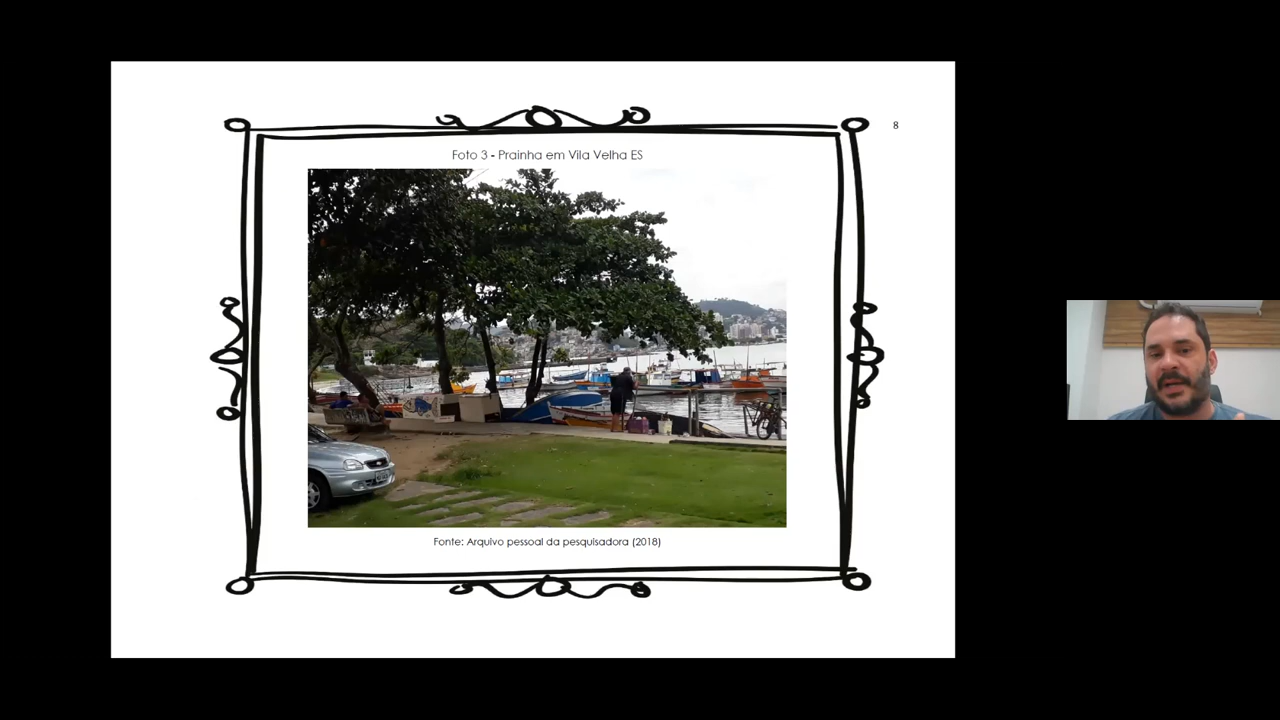 8
Foto 3 - Prainha em Vila Velha ES
Fonte: Arquivo pessoal da pesquisadora (2018)